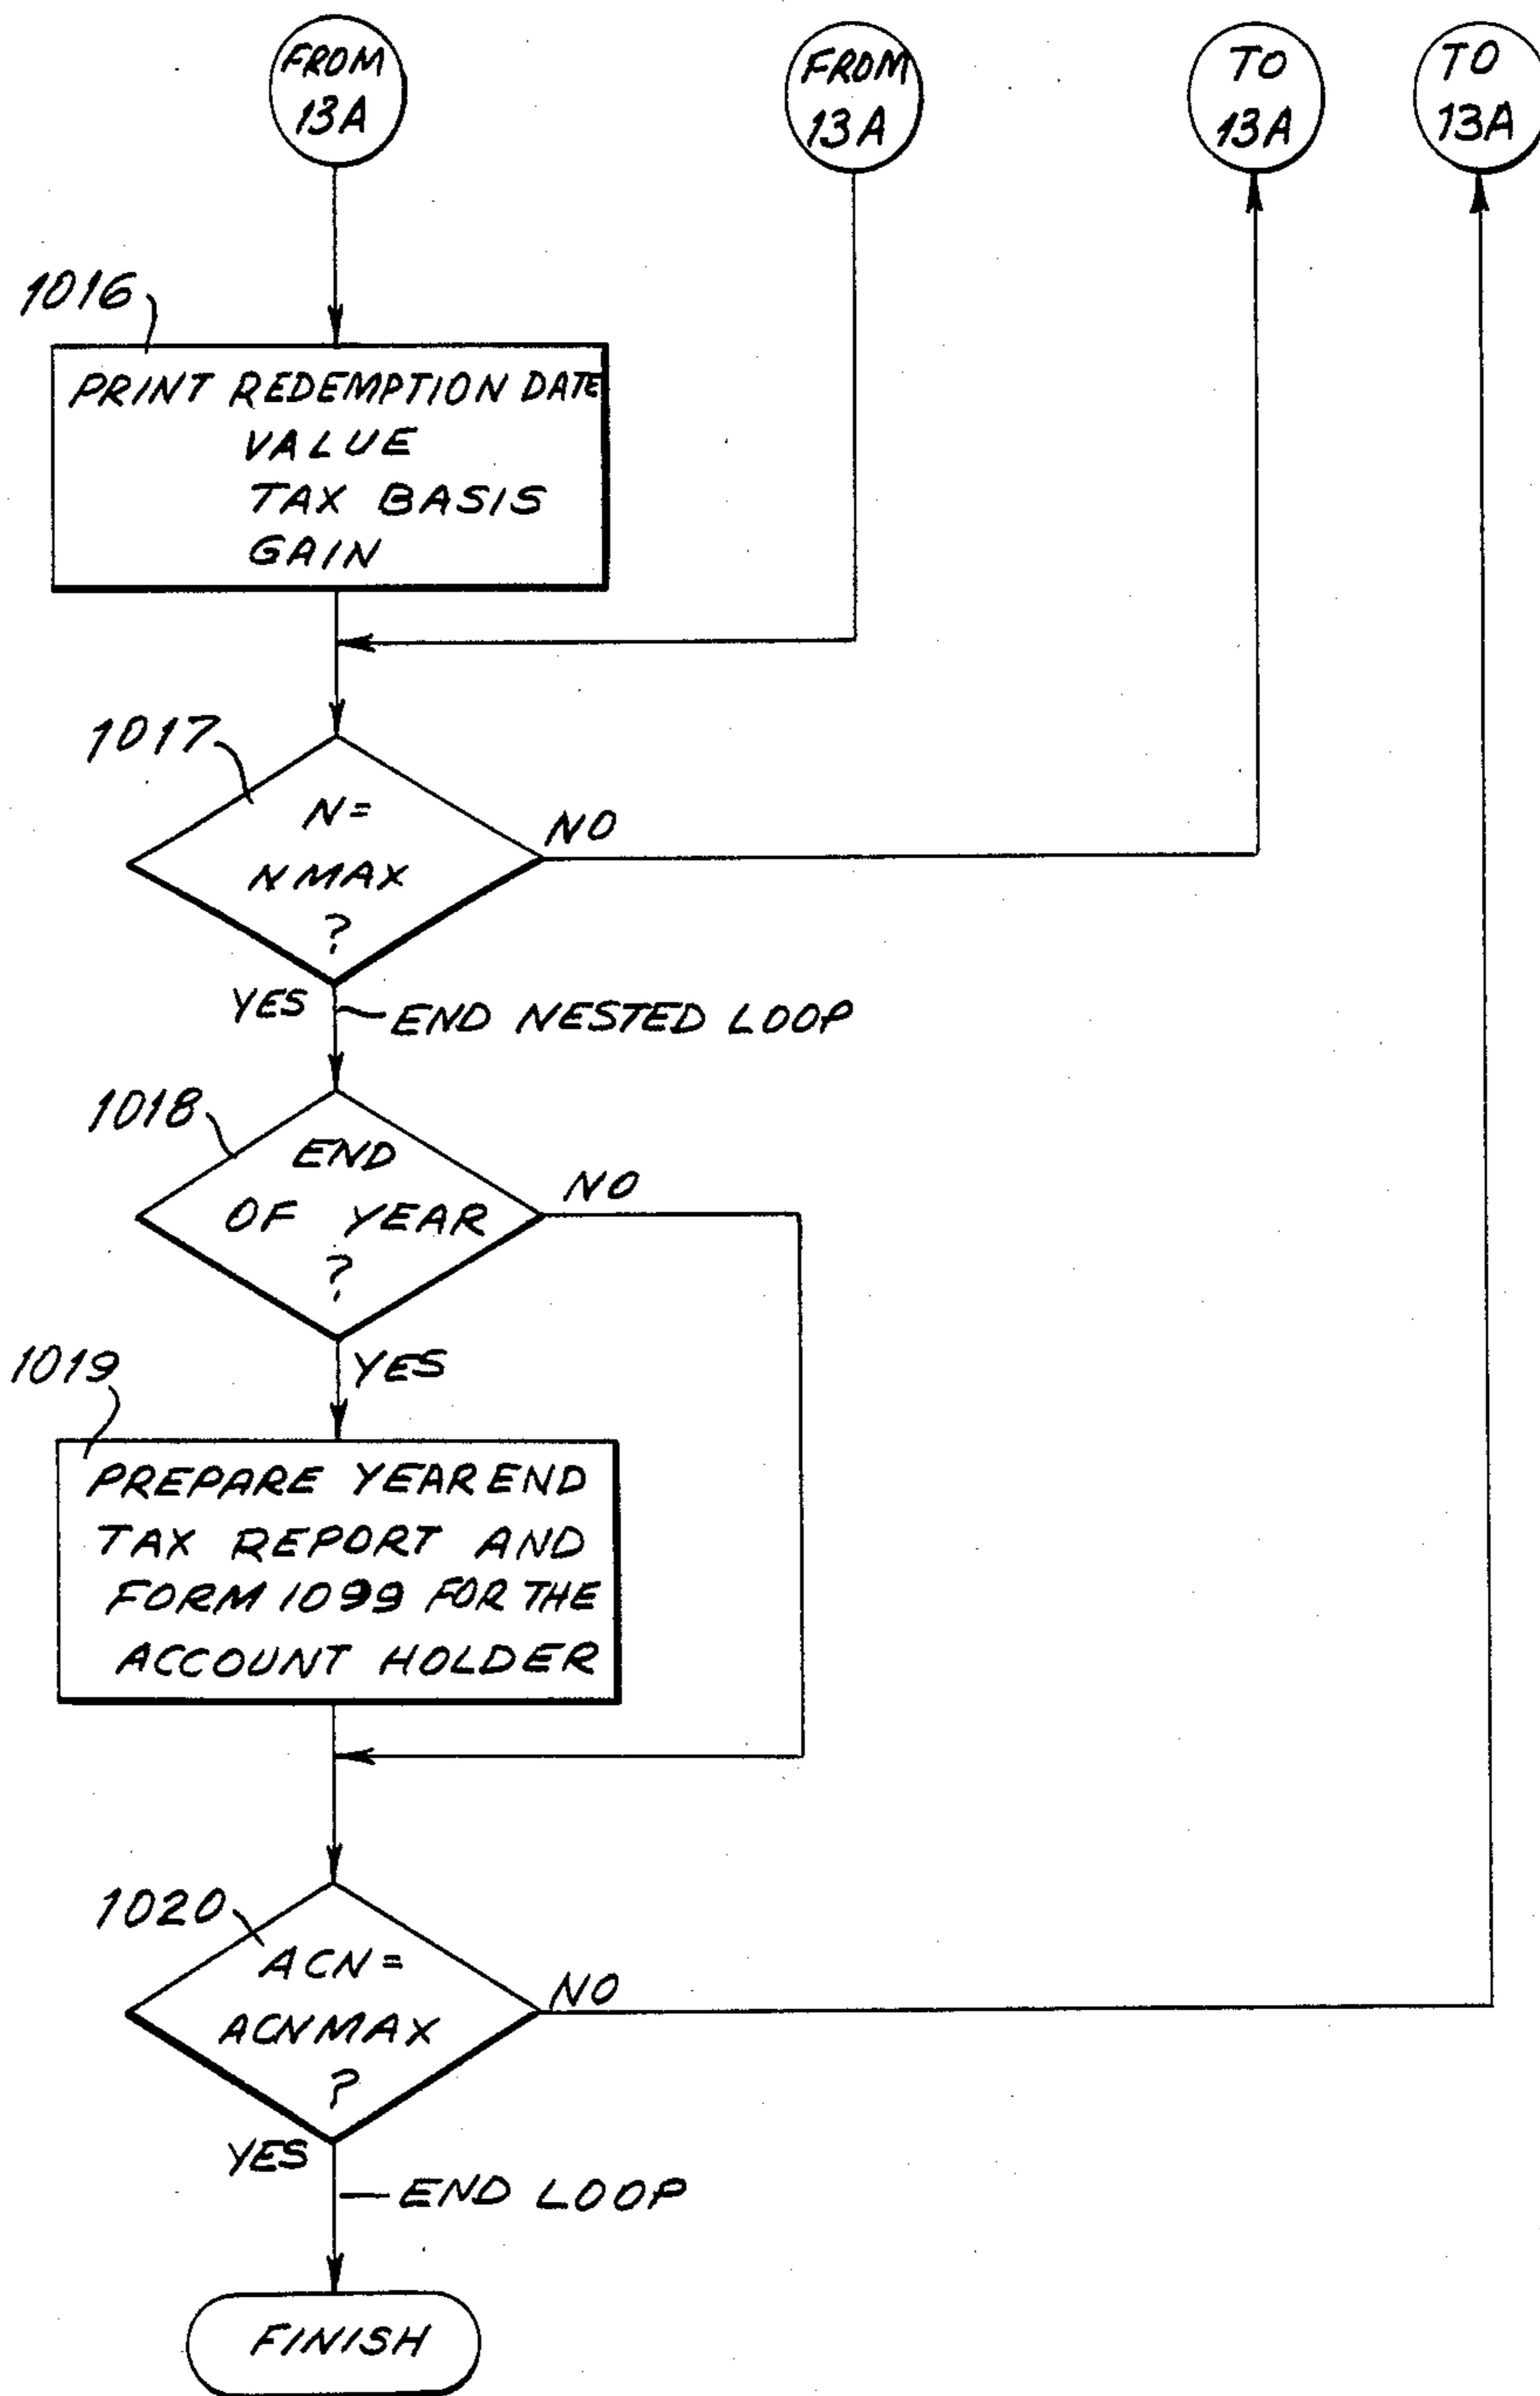 FROM
13A
FROM
13A
TO
13A
TO
13A
1016
PRINT REDEMPTION DATE
VALUE
TAX BASIS
GAIN
1017
N=
NMAX
?
NO
YES
END NESTED LOOP
1018
END
OF YEAR
?
NO
YES
1019
PREPARE YEAR END
TAX REPORT AND
FORM 1099 FOR THE
ACCOUNT HOLDER
1020
ACN=
ACNMAX
?
NO
YES
END LOOP
FINISH